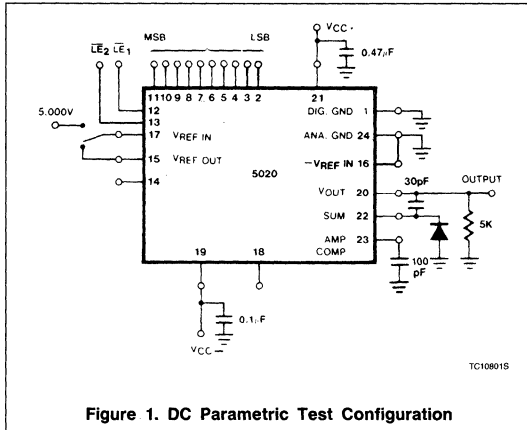 VCC+
MSB LSB
L̅E̅2 L̅E̅1
0.47μF
11 10 9 8 7 6 5 4 3 2 21
5.000V
12
13
17 VREF IN
15 VREF OUT
14
5020
DIG. GND 1
ANA. GND 24
−VREF IN 16
VOUT 20
OUTPUT
30pF
SUM 22
5K
AMP 23
COMP
100
pF
19 18
0.1μF
VCC−
TC10801S
Figure 1. DC Parametric Test Configuration